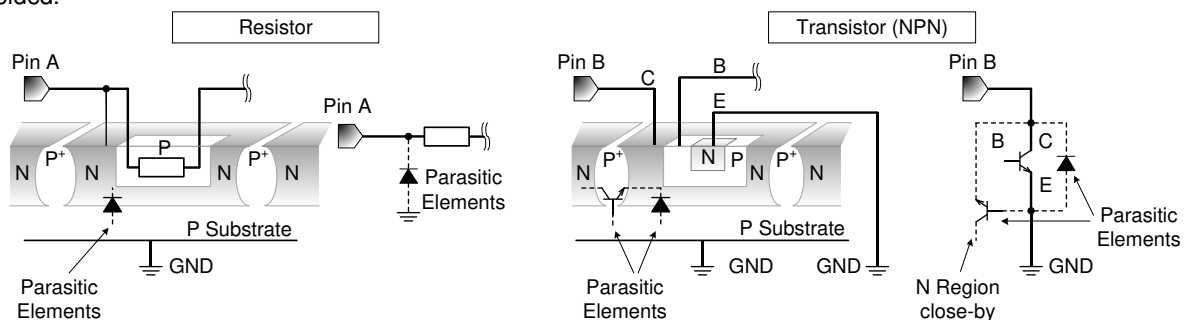 Resistor
Transistor (NPN)
Pin A
Pin A
N
P+
N
P
N
P+
N
Parasitic
Elements
P Substrate
GND
Parasitic
Elements
Pin B
C
B
E
N
P+
N
N
P
N
P+
N
P Substrate
GND
GND
Parasitic
Elements
Pin B
B
C
E
Parasitic
Elements
GND
N Region
close-by